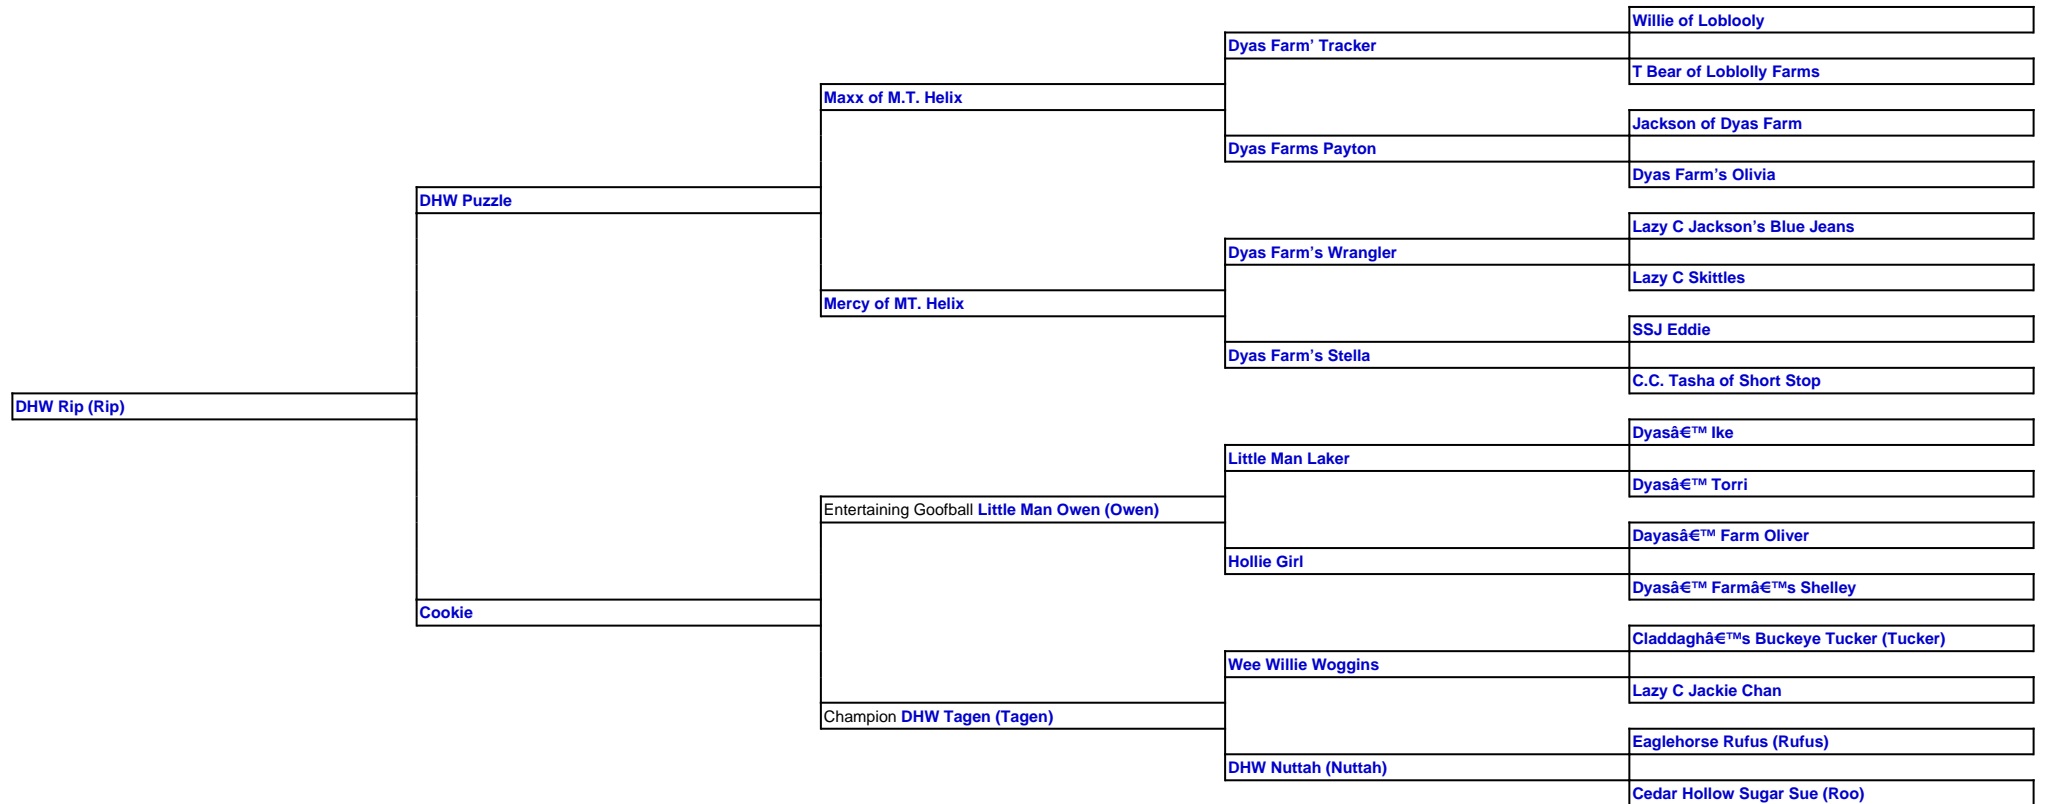 Willie of Loblooly
Dyas Farm’ Tracker
T Bear of Loblolly Farms
Maxx of M.T. Helix
Jackson of Dyas Farm
Dyas Farms Payton
Dyas Farm’s Olivia
DHW Puzzle
Lazy C Jackson’s Blue Jeans
Dyas Farm’s Wrangler
Lazy C Skittles
Mercy of MT. Helix
SSJ Eddie
Dyas Farm’s Stella
C.C. Tasha of Short Stop
DHW Rip (Rip)
Dyasâ€™ Ike
Little Man Laker
Dyasâ€™ Torri
Entertaining Goofball Little Man Owen (Owen)
Dayasâ€™ Farm Oliver
Hollie Girl
Dyasâ€™ Farmâ€™s Shelley
Cookie
Claddaghâ€™s Buckeye Tucker (Tucker)
Wee Willie Woggins
Lazy C Jackie Chan
Champion DHW Tagen (Tagen)
Eaglehorse Rufus (Rufus)
DHW Nuttah (Nuttah)
Cedar Hollow Sugar Sue (Roo)